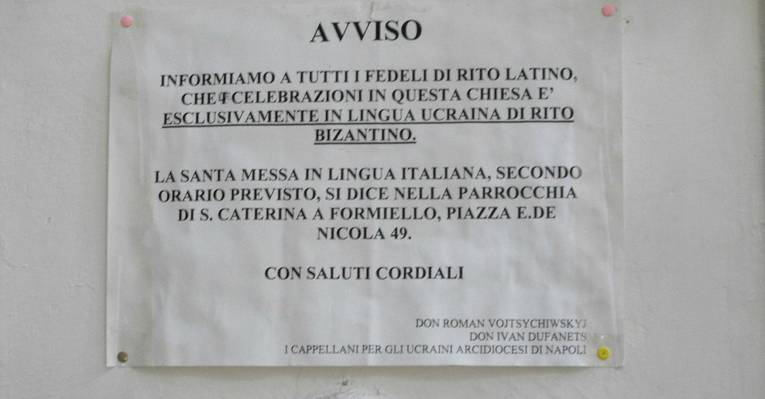 AVVISO
INFORMIAMO A TUTTI I FEDELI DI RITO LATINO,
CHE CELEBRAZIONI IN QUESTA CHIESA E'
ESCLUSIVAMENTE IN LINGUA UCRAINA DI RITO
BIZANTINO.
LA SANTA MESSA IN LINGUA ITALIANA, SECONDO
ORARIO PREVISTO, SI DICE NELLA PARROCCHIA
DI S. CATERINA A FORMIELLO, PIAZZA E.DE
NICOLA 49.
CON SALUTI CORDIALI
DON ROMAN VOJTSYCHIWSKYJ
DON IVAN DUFANETS
I CAPPELLANI PER GLI UCRAINI ARCIDIOCESI DI NAPOLI